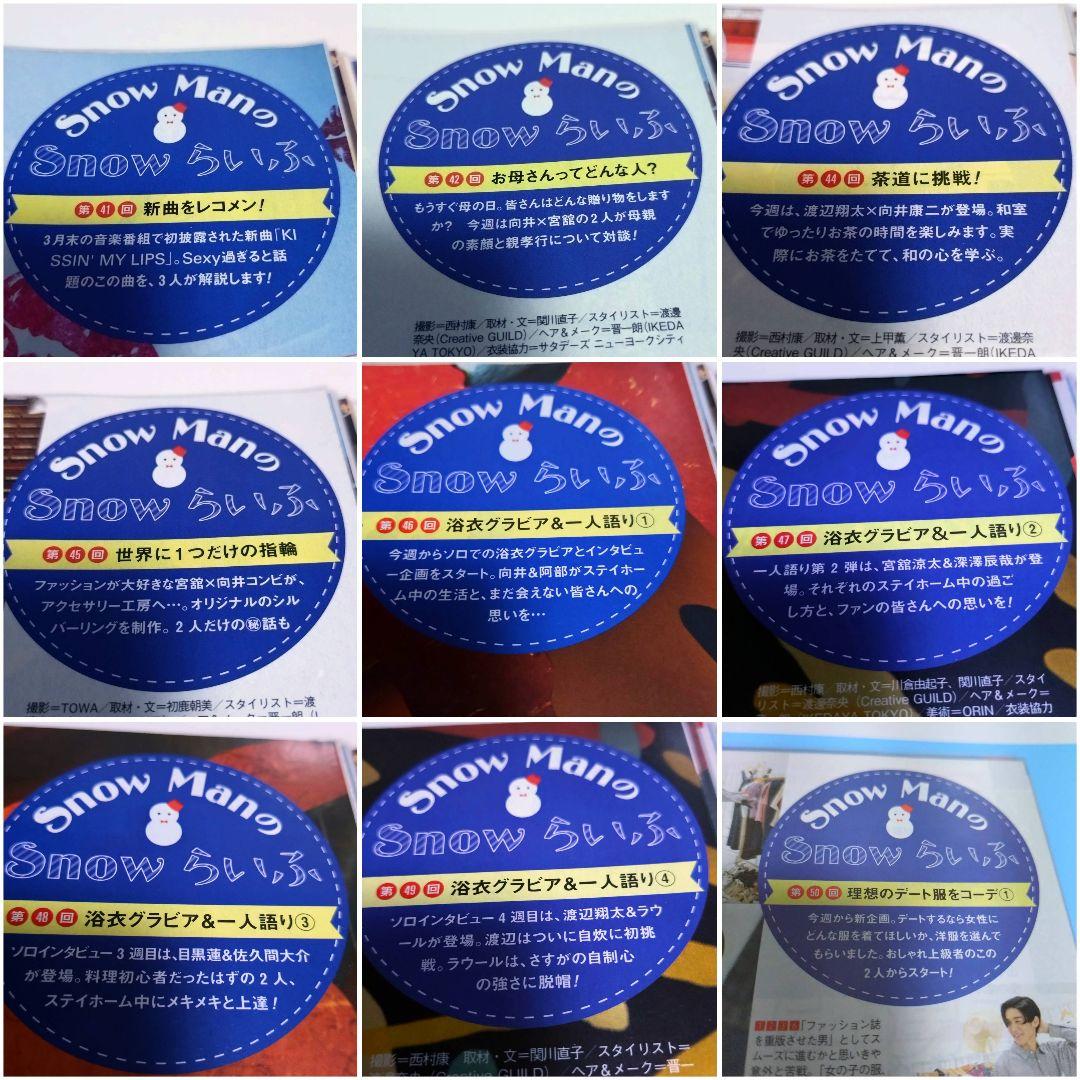 Snow Manの
Snow らいふ
第41回 新曲をレコメン!
3月末の音楽番組で初披露された新曲「KI
SSIN' MY LIPS」。Sexy過ぎると話
題のこの曲を、3人が解説します!
Snow Manの
Snow らいふ
第42回 お母さんってどんな人?
もうすぐ母の日。皆さんはどんな贈り物をします
か? 今週は向井×宮舘の2人が母親
の素顔と親孝行について対談!
撮影=西村康/取材・文=関川直子/スタイリスト=渡邊
奈央(Creative GUILD)/ヘア&メーク=晋一朗(IKEDA
YA TOKYO)/衣装協力=サタデーズ ニューヨークシティ
Snow Manの
Snow らいふ
第44回 茶道に挑戦!
今週は、渡辺翔太×向井康二が登場。和室
でゆったりお茶の時間を楽しみます。実
際にお茶をたてて、和の心を学ぶ。
撮影=西村康/取材・文=上甲薫/スタイリスト=渡邊奈
央(Creative GUILD)/ヘア&メーク=晋一朗(IKEDA
Snow Manの
Snow らいふ
第45回 世界に1つだけの指輪
ファッションが大好きな宮舘×向井コンビが、
アクセサリー工房へ…。オリジナルのシル
バーリングを制作。2人だけの㊙話も
撮影=TOWA/取材・文=初鹿朝美/スタイリスト=渡
Snow Manの
Snow らいふ
第46回 浴衣グラビア&一人語り①
今週からソロでの浴衣グラビアとインタビュ
ー企画をスタート。向井&阿部がステイホー
ム中の生活と、まだ会えない皆さんへの
思いを…
Snow Manの
Snow らいふ
第47回 浴衣グラビア&一人語り②
一人語り第2弾は、宮舘涼太&深澤辰哉が登
場。それぞれのステイホーム中の過ご
し方と、ファンの皆さんへの思いを!
撮影=西村康 取材・文=川倉由起子、関川直子/スタイ
リスト=渡邊奈央(Creative GUILD)/ヘア&メーク=
(IKEDAYA TOKYO)/美術=ORIN/衣装協力
Snow Manの
Snow らいふ
第48回 浴衣グラビア&一人語り③
ソロインタビュー3週目は、目黒蓮&佐久間大介
が登場。料理初心者だったはずの2人、
ステイホーム中にメキメキと上達!
Snow Manの
Snow らいふ
第49回 浴衣グラビア&一人語り④
ソロインタビュー4週目は、渡辺翔太&ラウ
ールが登場。渡辺はついに自炊に初挑
戦。ラウールは、さすがの自制心
の強さに脱帽!
撮影=西村康 取材・文=関川直子/スタイリスト=
渡邊奈央(Creative GUILD)/ヘア&メーク=晋一
Snow Manの
Snow らいふ
第50回 理想のデート服をコーデ①
今週から新企画。デートするなら女性に
どんな服を着てほしいか、洋服を選んで
もらいました。おしゃれ上級者のこの
2人からスタート!
「ファッション誌
を重版させた男」としてス
ムーズに進むかと思いきや
意外と苦戦。「女の子の服、